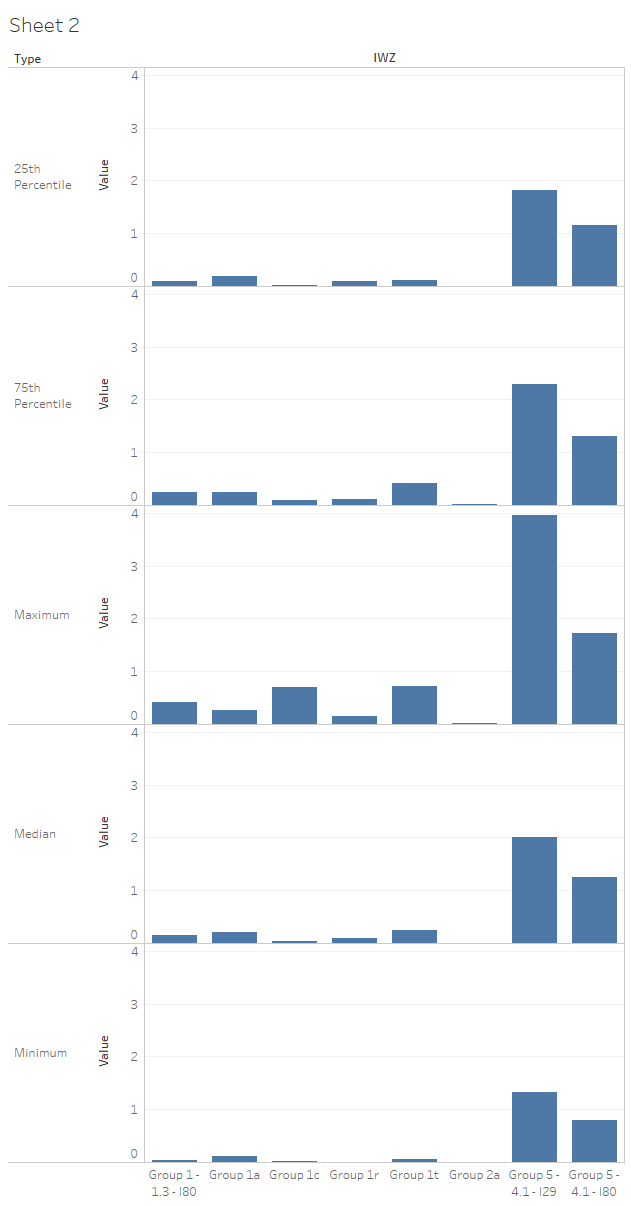 Sheet 2
Type
IWZ
25th
Percentile
Value
4
3
2
1
0
75th
Percentile
Value
4
3
2
1
0
Maximum
Value
4
3
2
1
0
Median
Value
4
3
2
1
0
Minimum
Value
4
3
2
1
0
Group 1 - Group 1a Group 1c Group 1r Group 1t Group 2a Group 5 - Group 5 -
1.3 - I80 4.1 - I29 4.1 - I80